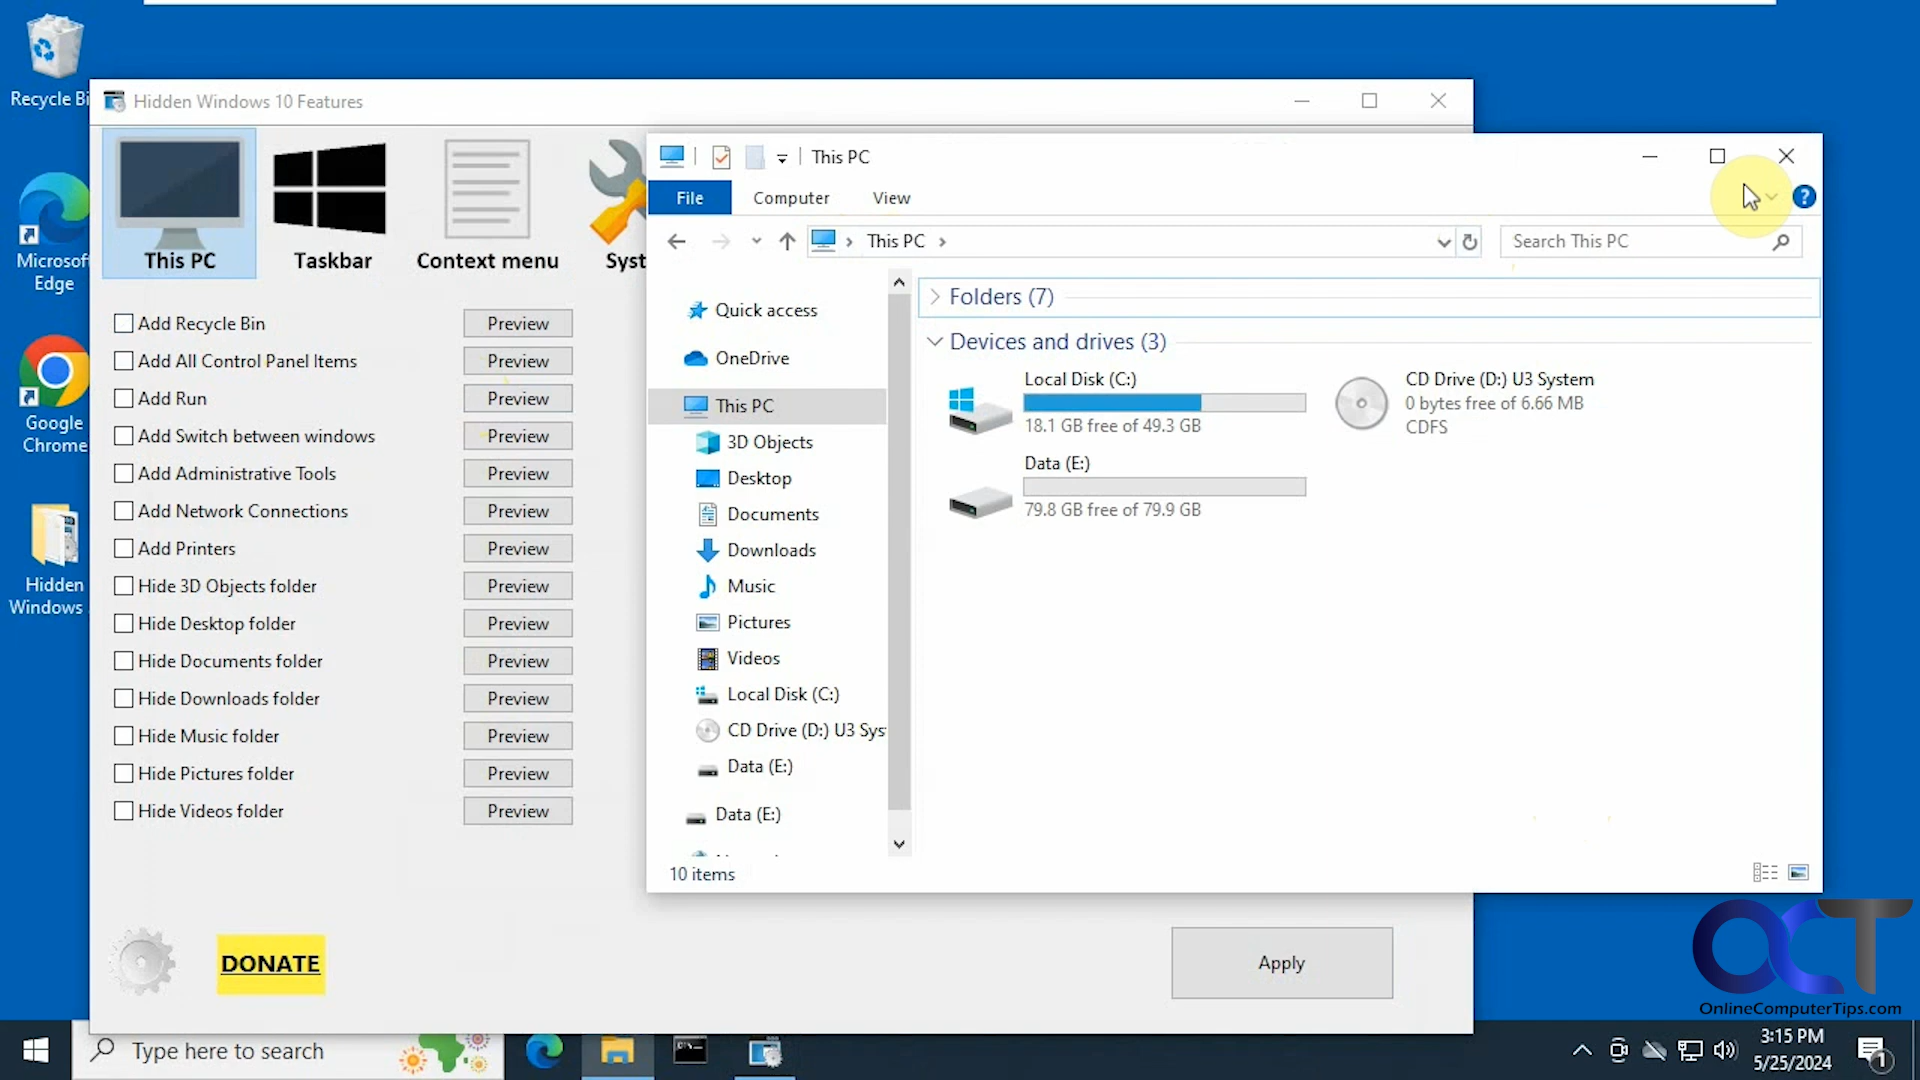 Recycle Bi
Microsof
Edge
Google
Chrome
Hidden
Windows
Hidden Windows 10 Features
This PC
Taskbar
Context menu
Syst
Add Recycle Bin
Preview
Add All Control Panel Items
Preview
Add Run
Preview
Add Switch between windows
Preview
Add Administrative Tools
Preview
Add Network Connections
Preview
Add Printers
Preview
Hide 3D Objects folder
Preview
Hide Desktop folder
Preview
Hide Documents folder
Preview
Hide Downloads folder
Preview
Hide Music folder
Preview
Hide Pictures folder
Preview
Hide Videos folder
Preview
DONATE
Apply
This PC
File
Computer
View
?
This PC
Search This PC
Quick access
OneDrive
This PC
3D Objects
Desktop
Documents
Downloads
Music
Pictures
Videos
Local Disk (C:)
CD Drive (D:) U3 Sys
Data (E:)
Data (E:)
Folders (7)
Devices and drives (3)
Local Disk (C:)
18.1 GB free of 49.3 GB
CD Drive (D:) U3 System
0 bytes free of 6.66 MB
CDFS
Data (E:)
79.8 GB free of 79.9 GB
10 items
OCT
OnlineComputerTips.com
Type here to search
3:15 PM
5/25/2024
1